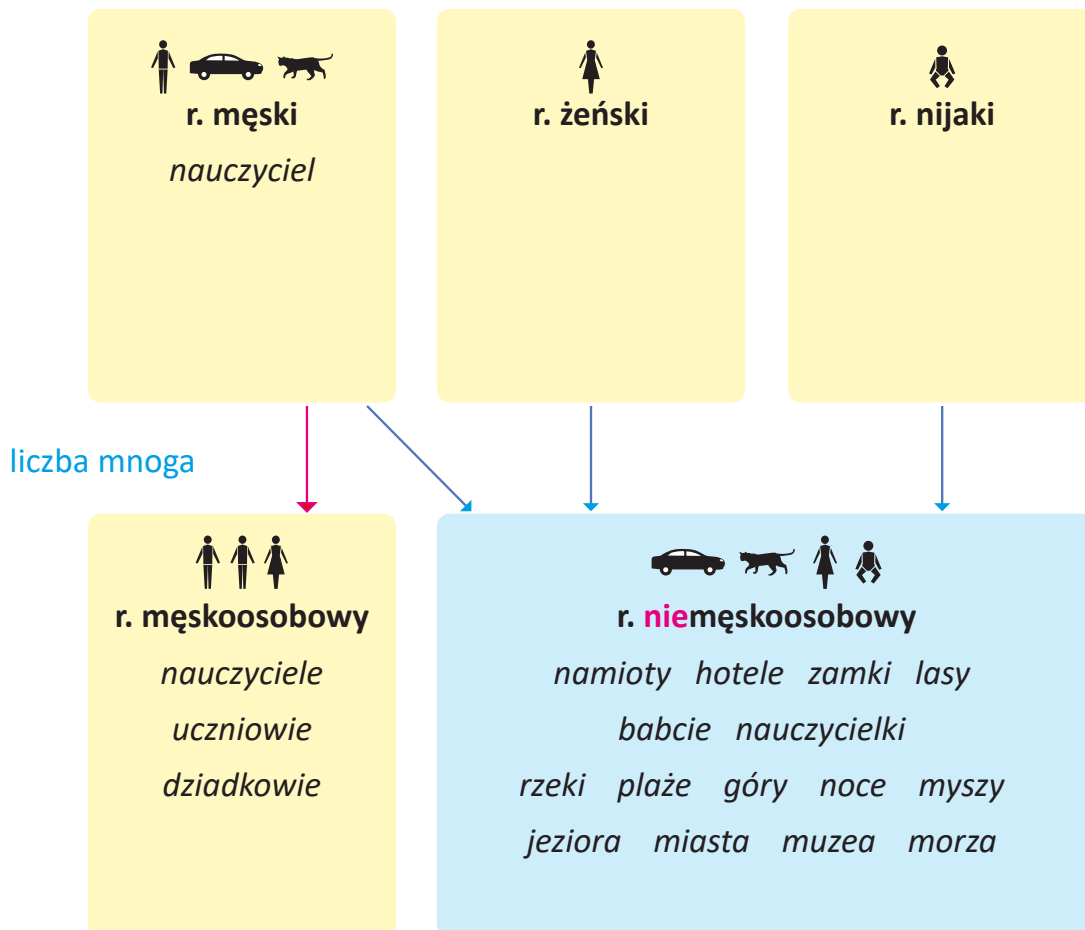 r. męski
nauczyciel
r. żeński
r. nijaki
liczba mnoga
r. męskoosobowy
nauczyciele
uczniowie
dziadkowie
r. niemęskoosobowy
namioty hotele zamki lasy
babcie nauczycielki
rzeki plaże góry noce myszy
jeziora miasta muzea morza